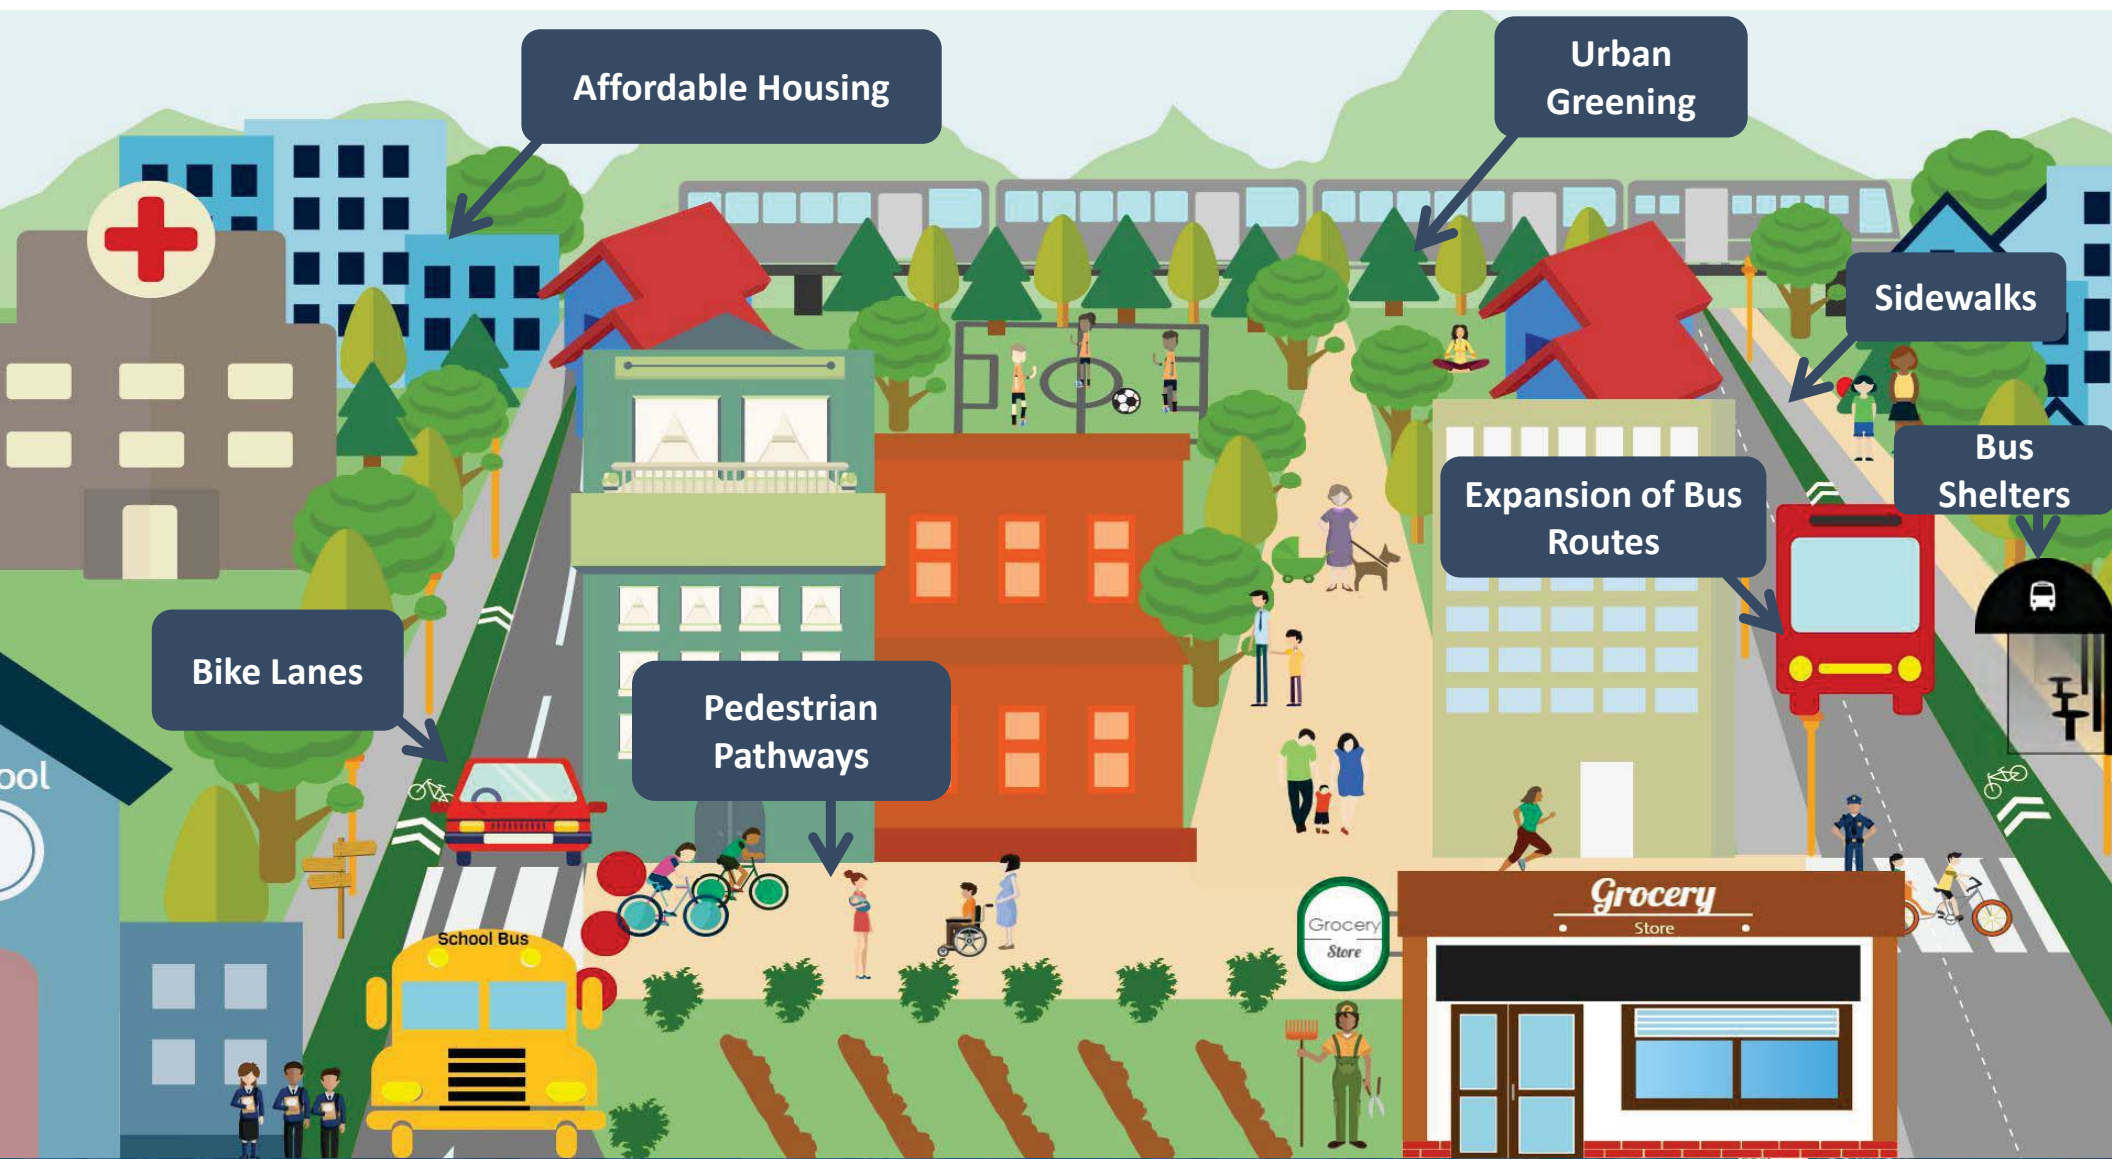 Affordable Housing
Urban
Greening
Sidewalks
Bus
Shelters
Expansion of Bus
Routes
Bike Lanes
Pedestrian
Pathways
ool
School Bus
Grocery
Store
Grocery
Store